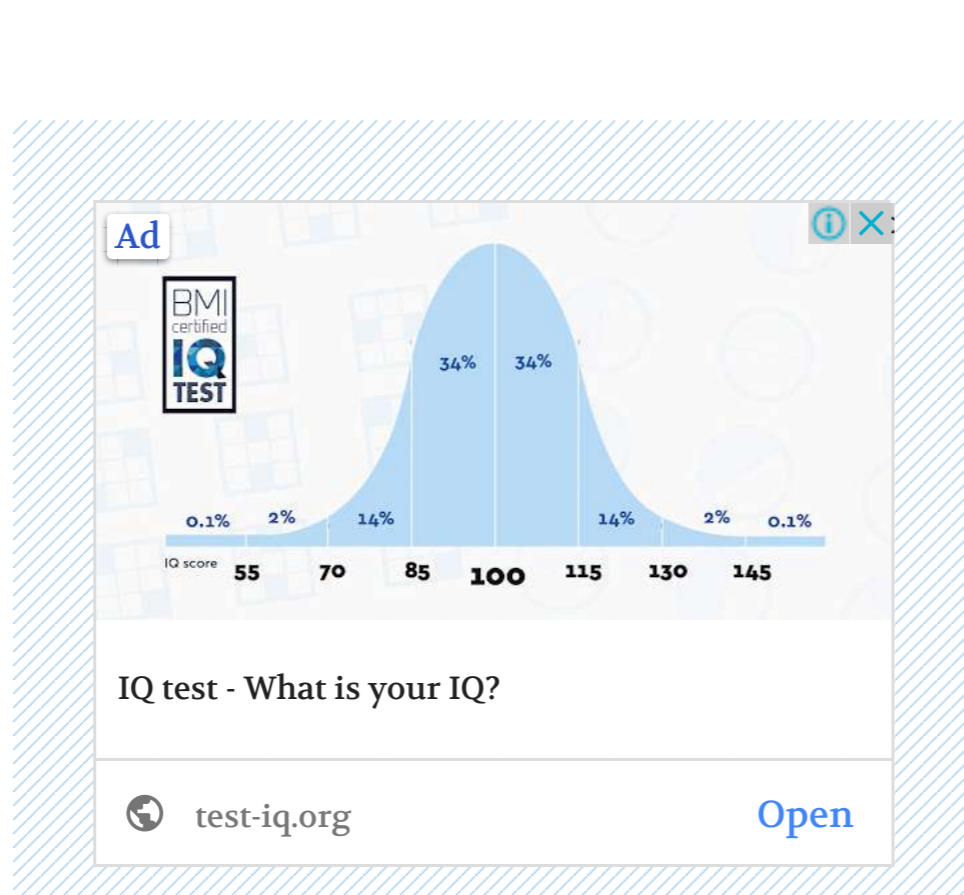 Ad
BMI
certified
IQ
TEST
34% 34%
0.1% 2% 14% 14% 2% 0.1%
IQ score 55 70 85 100 115 130 145
IQ test - What is your IQ?
test-iq.org Open